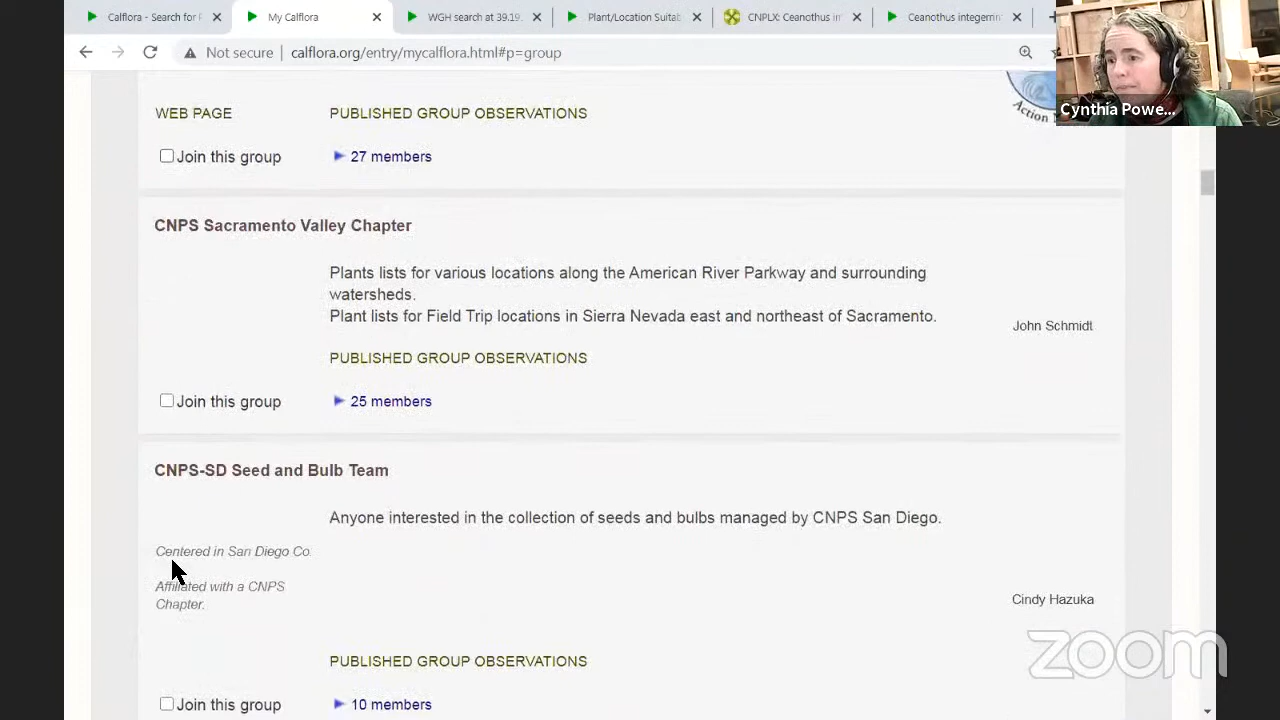 Calflora - Search for
My Calflora
WGH search at 39.19
Plant/Location Suitab
CNPLX: Ceanothus in
Ceanothus integerrin
Not secure | calflora.org/entry/mycalflora.html#p=group
Cynthia Powe...
Action
WEB PAGE
PUBLISHED GROUP OBSERVATIONS
Join this group
27 members
CNPS Sacramento Valley Chapter
Plants lists for various locations along the American River Parkway and surrounding
watersheds.
Plant lists for Field Trip locations in Sierra Nevada east and northeast of Sacramento.
John Schmidt
PUBLISHED GROUP OBSERVATIONS
Join this group
25 members
CNPS-SD Seed and Bulb Team
Anyone interested in the collection of seeds and bulbs managed by CNPS San Diego.
Centered in San Diego Co.
Affiliated with a CNPS
Chapter.
Cindy Hazuka
zoom
PUBLISHED GROUP OBSERVATIONS
Join this group
10 members